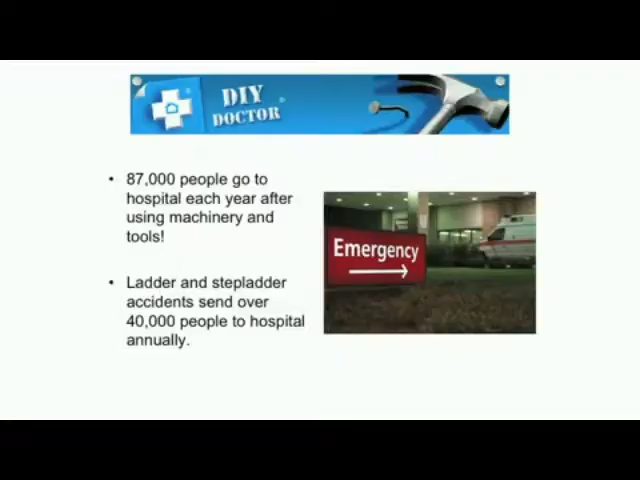 DIY
DOCTOR
• 87,000 people go to
hospital each year after
using machinery and
tools!
• Ladder and stepladder
accidents send over
40,000 people to hospital
annually.
Emergency